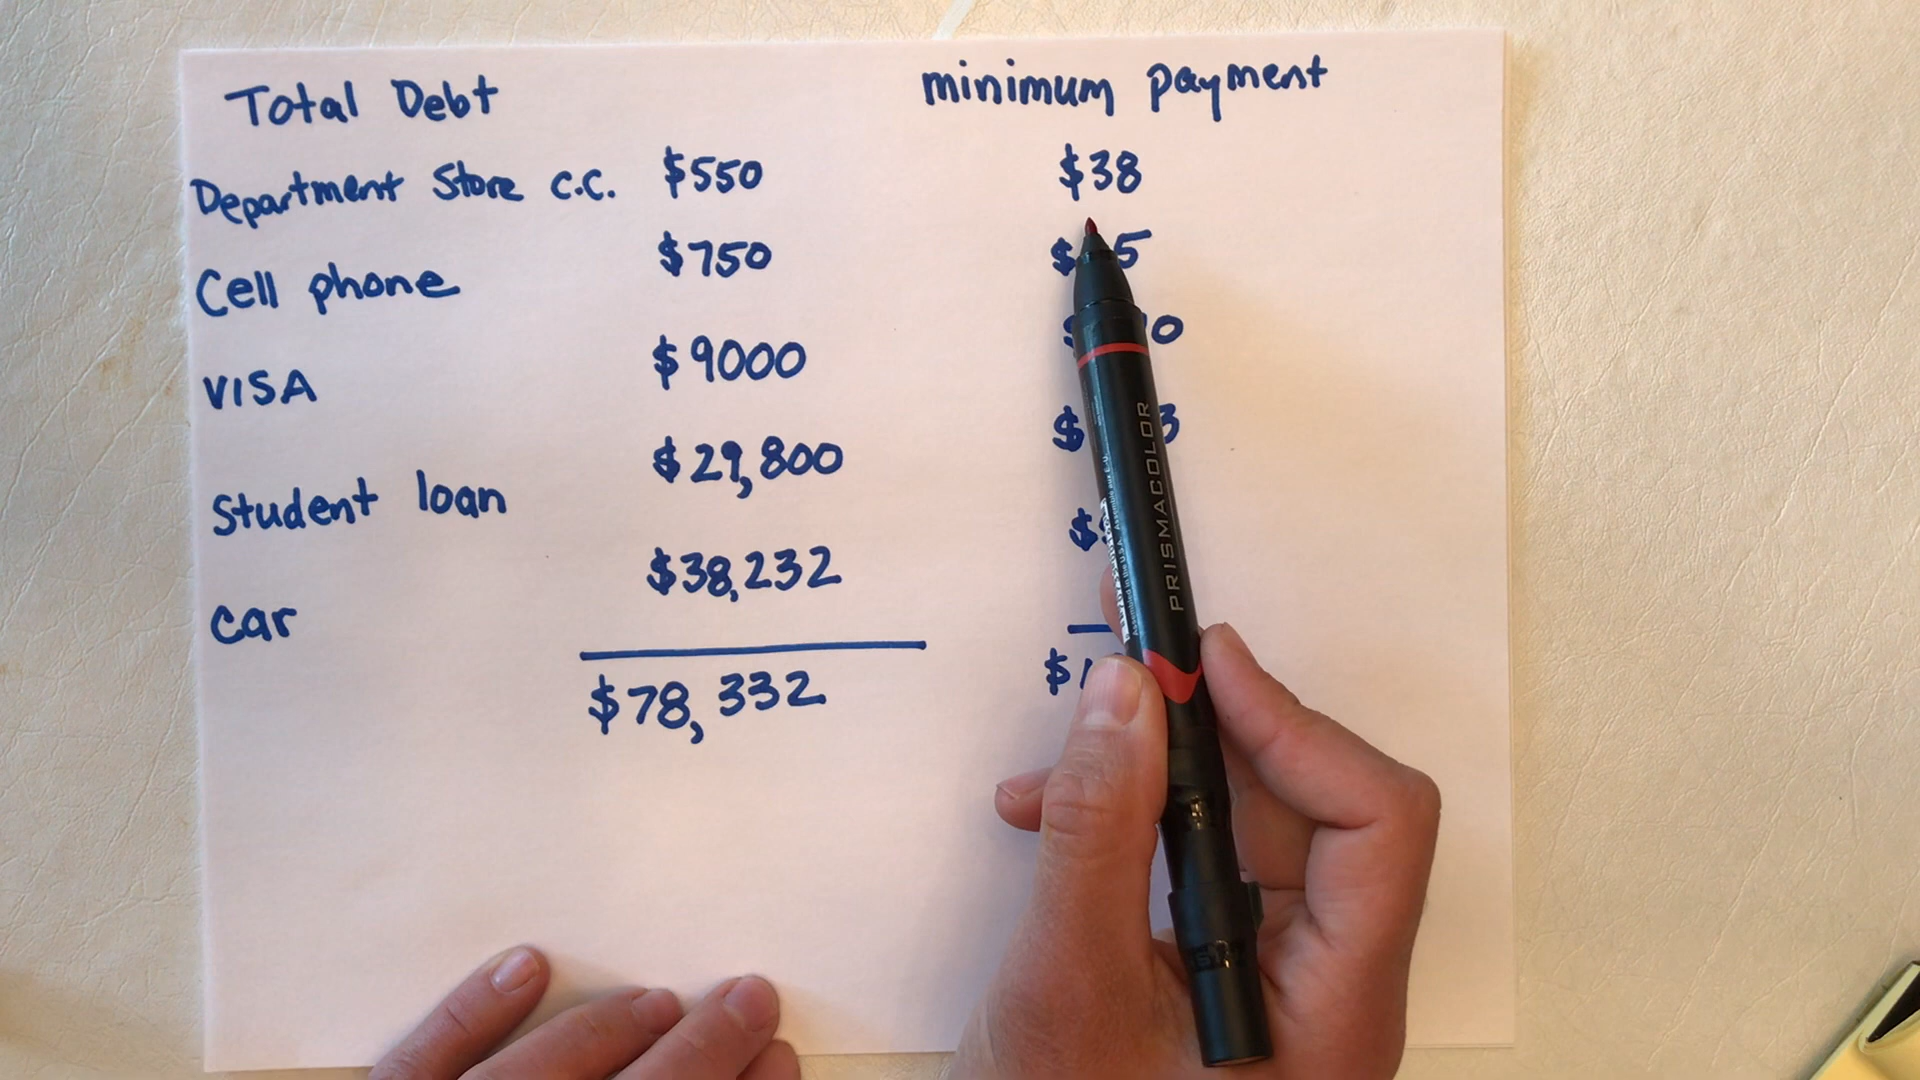 Total Debt minimum payment
Department Store c.c. $550 $38
Cell phone $750
VISA $9000
Student loan $29,800
car $38,232
$78,332
PRISMACOLOR